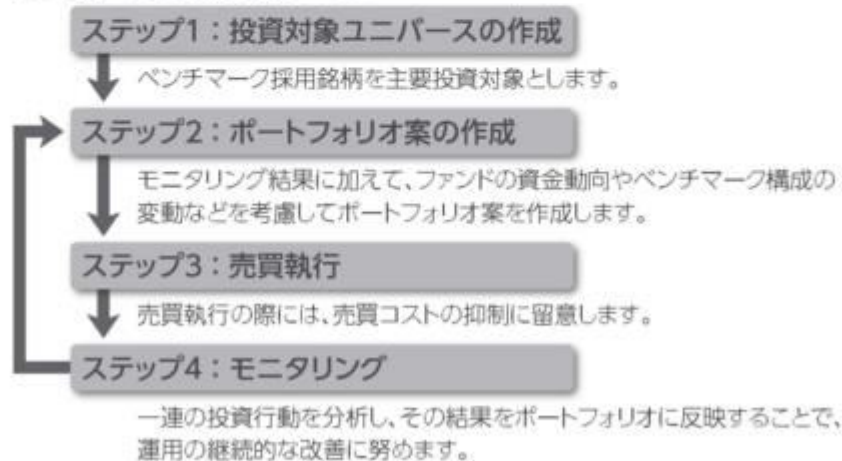 ステップ1：投資対象ユニバースの作成
ベンチマーク採用銘柄を主要投資対象とします。
ステップ2：ポートフォリオ案の作成
モニタリング結果に加えて、ファンドの資金動向やベンチマーク構成の
変動などを考慮してポートフォリオ案を作成します。
ステップ3：売買執行
売買執行の際には、売買コストの抑制に留意します。
ステップ4：モニタリング
一連の投資行動を分析し、その結果をポートフォリオに反映することで、
運用の継続的な改善に努めます。